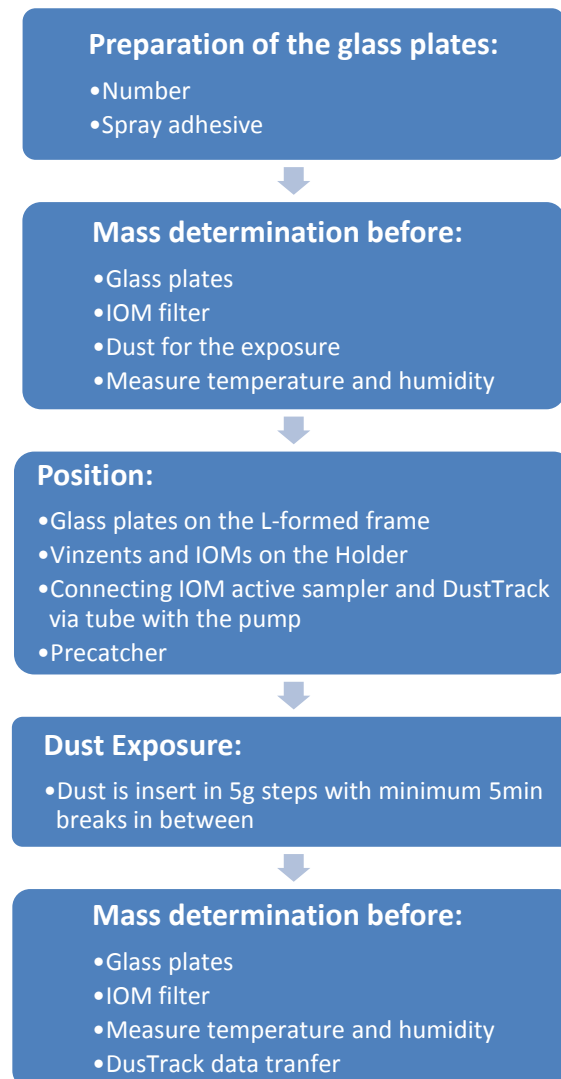 Preparation of the glass plates:
•Number
•Spray adhesive
Mass determination before:
•Glass plates
•IOM filter
•Dust for the exposure
•Measure temperature and humidity
Position:
•Glass plates on the L-formed frame
•Vinzents and IOMs on the Holder
•Connecting IOM active sampler and DustTrack
via tube with the pump
•Precatcher
Dust Exposure:
•Dust is insert in 5g steps with minimum 5min
breaks in between
Mass determination before:
•Glass plates
•IOM filter
•Measure temperature and humidity
•DusTrack data tranfer